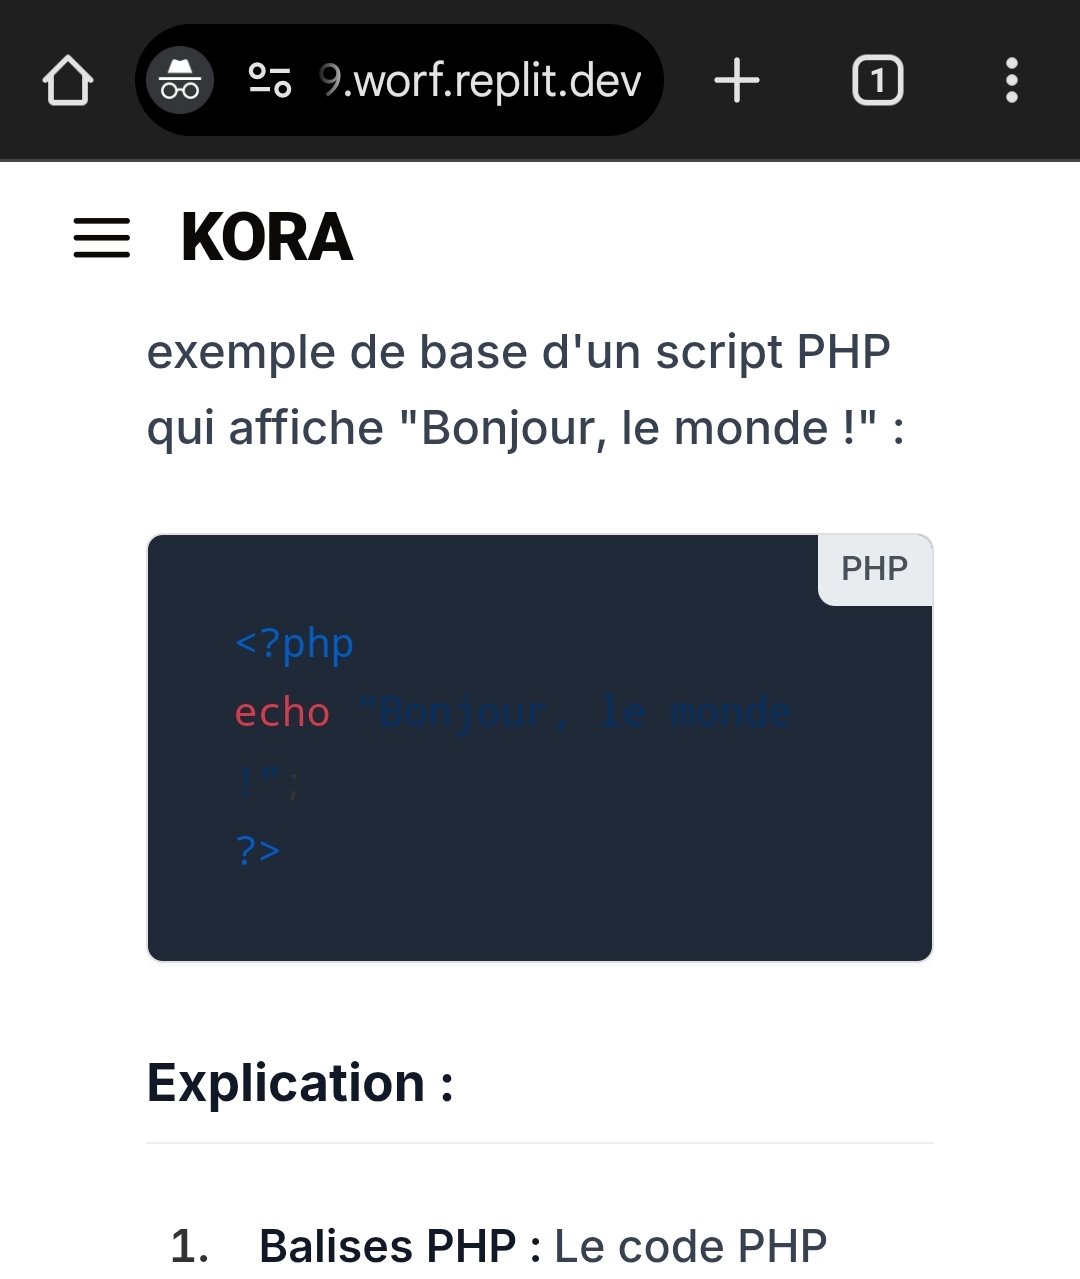 9.worf.replit.dev
1
KORA
exemple de base d'un script PHP
qui affiche "Bonjour, le monde !" :
PHP
<?php
echo "Bonjour, le monde
!";
?>
Explication :
1. Balises PHP : Le code PHP